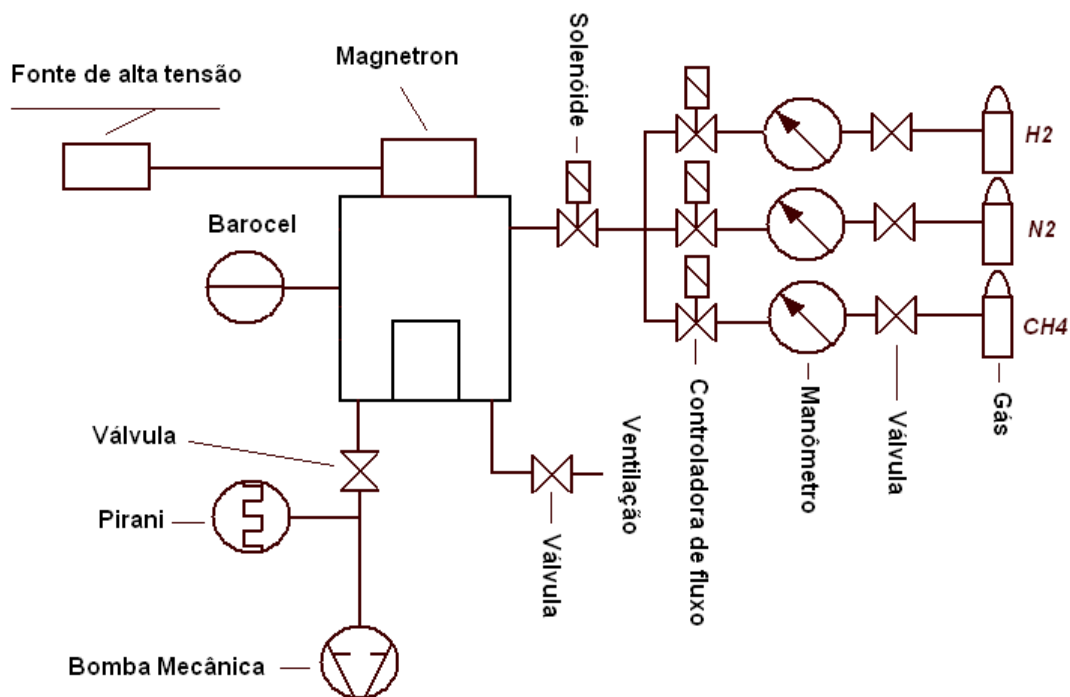 Fonte de alta tensão
Magnetron
Solenóide
H2
N2
CH4
Barocel
Válvula
Pirani
Bomba Mecânica
Válvula
Ventilação
Controladora de fluxo
Manômetro
Válvula
Gás